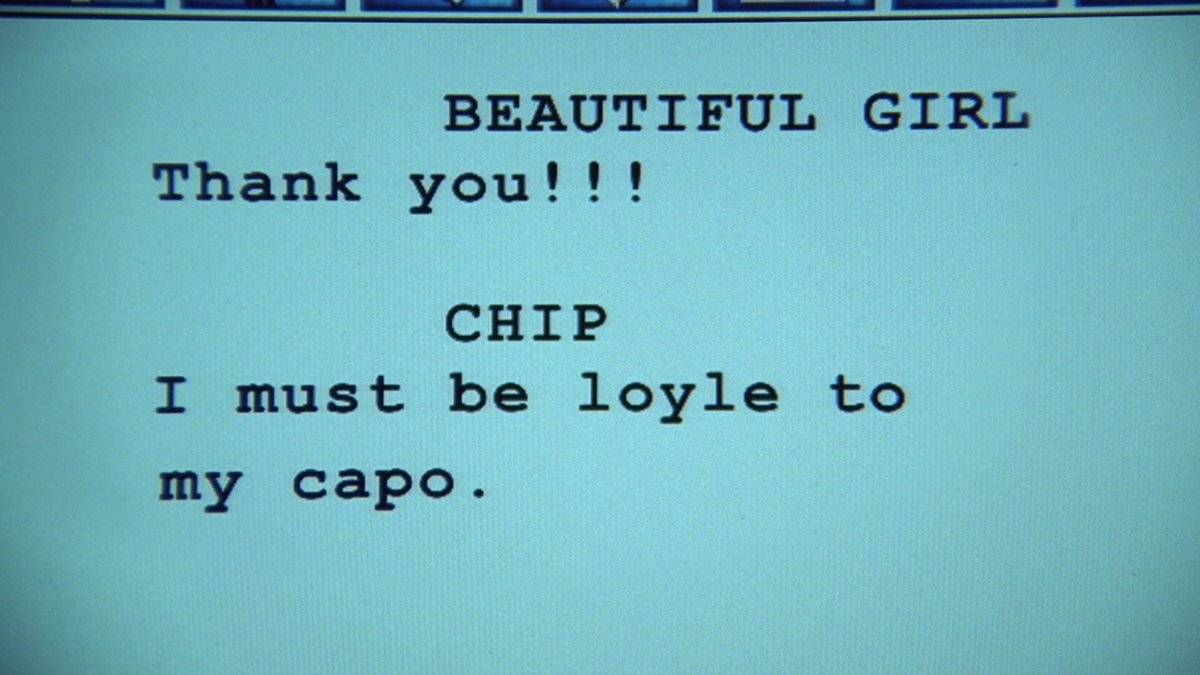 BEAUTIFUL GIRL
Thank you!!!
CHIP
I must be loyle to
my capo.